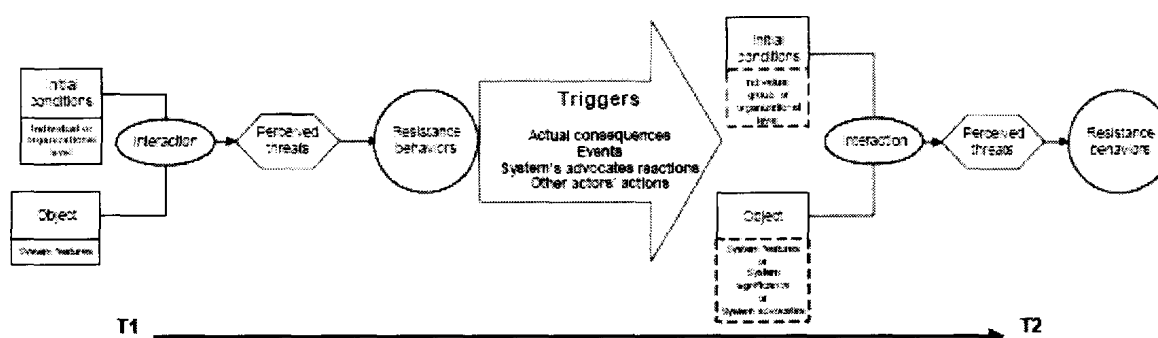 Initial
conditions
Individual or
organizational
level
Interaction
Perceived
threats
Resistance
behaviors
Object
System features
Triggers
Actual consequences
Events
System's advocates reactions
Other actors' actions
Initial
conditions
Individual
group or
organizational
level
Interaction
Perceived
threats
Resistance
behaviors
Object
System features
or
System
significance
or
System advocates
T1
T2